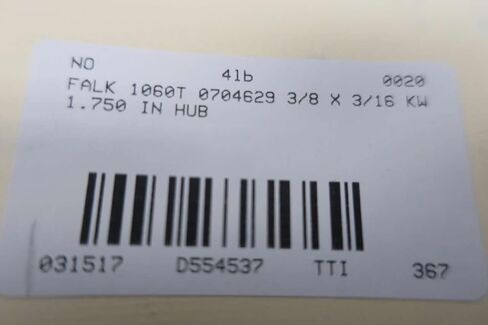 NO 41b 0020
FALK 1060T 0704629 3/8 X 3/16 KW
1.750 IN HUB
031517 D554537 TTI 367